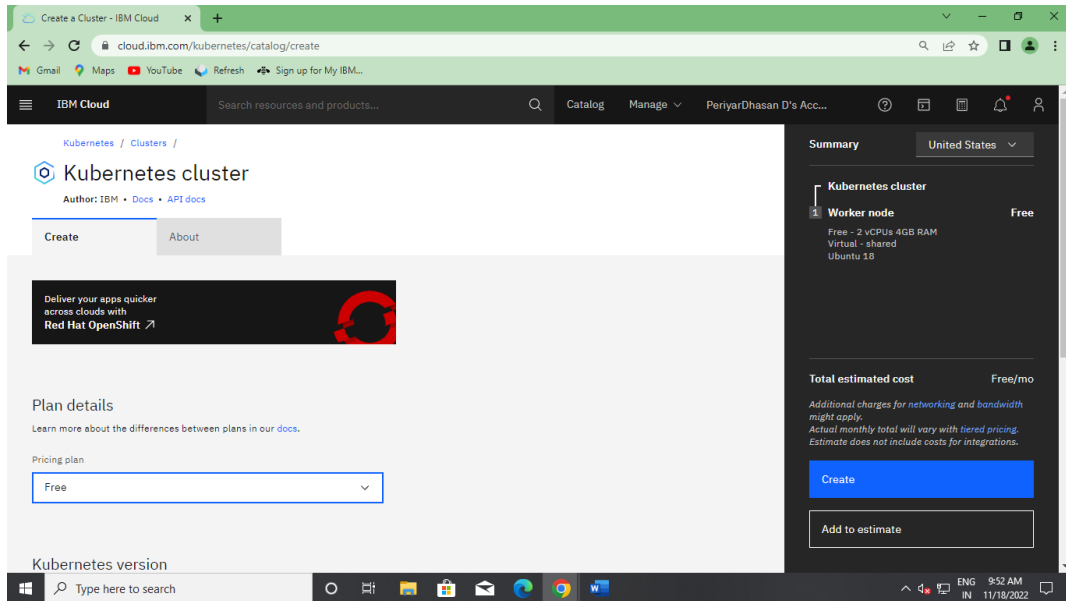 Create a Cluster - IBM Cloud
cloud.ibm.com/kubernetes/catalog/create
Gmail Maps YouTube Refresh Sign up for My IBM...
IBM Cloud Search resources and products... Catalog Manage PeriyarDhasan D's Acc...
Kubernetes / Clusters /
Kubernetes cluster
Author: IBM • Docs • API docs
Create About
Deliver your apps quicker
across clouds with
Red Hat OpenShift
Plan details
Learn more about the differences between plans in our docs.
Pricing plan
Free
Kubernetes version
Summary United States
Kubernetes cluster
1 Worker node Free
Free - 2 vCPUs 4GB RAM
Virtual - shared
Ubuntu 18
Total estimated cost Free/mo
Additional charges for networking and bandwidth
might apply.
Actual monthly total will vary with tiered pricing.
Estimate does not include costs for integrations.
Create
Add to estimate
Type here to search
ENG 9:52 AM
IN 11/18/2022